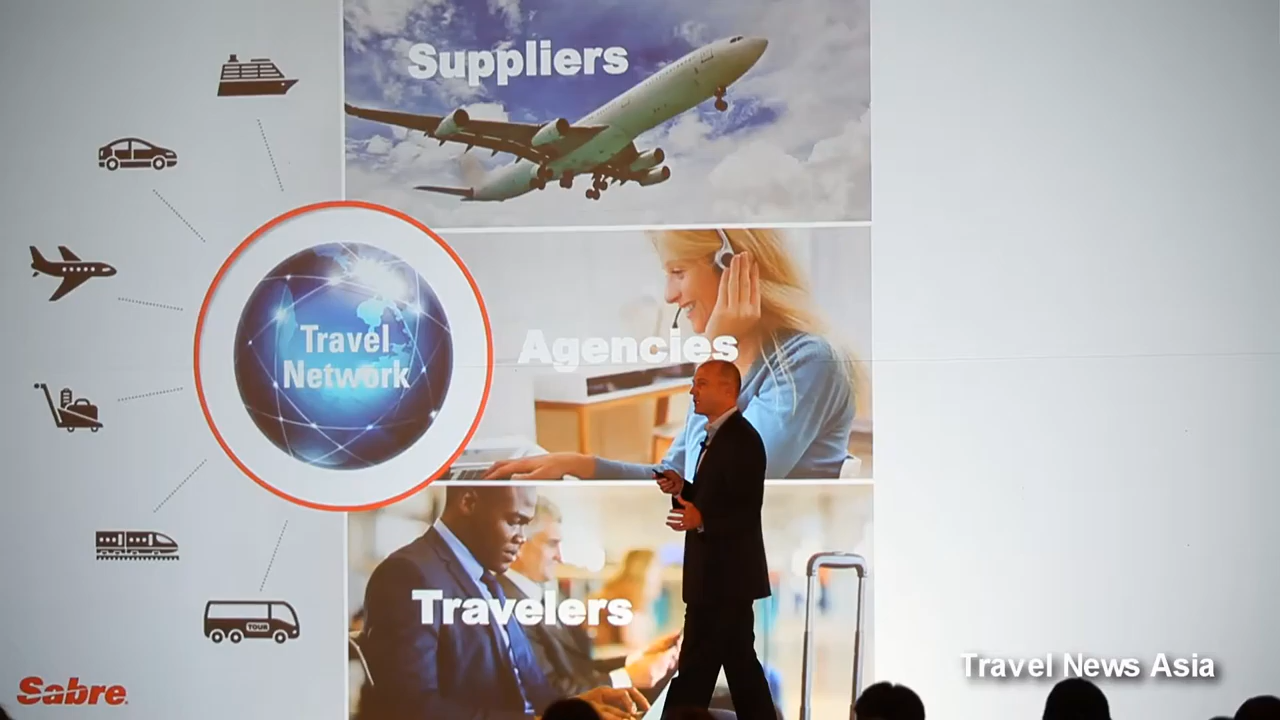 Suppliers
Travel
Network
Agencies
Travelers
TOUR
Sabre
Travel News Asia